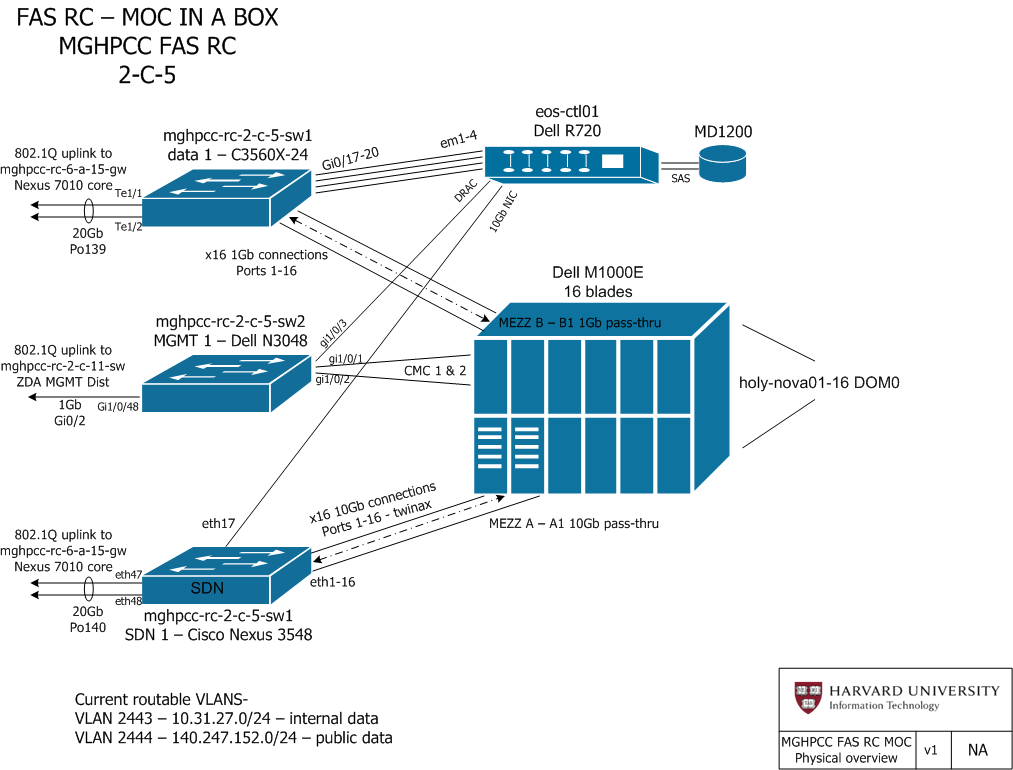 FAS RC – MOC IN A BOX
MGHPCC FAS RC
2-C-5
mghpcc-rc-2-c-5-sw1
data 1 – C3560X-24
802.1Q uplink to
mghpcc-rc-6-a-15-gw
Nexus 7010 core
Te1/1
Te1/2
20Gb
Po139
Gi0/17-20
em1-4
eos-ctl01
Dell R720
MD1200
SAS
DRAC
10Gb NIC
x16 1Gb connections
Ports 1-16
Dell M1000E
16 blades
MEZZ B – B1 1Gb pass-thru
mghpcc-rc-2-c-5-sw2
MGMT 1 – Dell N3048
802.1Q uplink to
mghpcc-rc-2-c-11-sw
ZDA MGMT Dist
1Gb
Gi0/2
Gi1/0/48
gi1/0/3
gi1/0/1
gi1/0/2
CMC 1 & 2
holy-nova01-16 DOM0
x16 10Gb connections
Ports 1-16 - twinax
MEZZ A – A1 10Gb pass-thru
eth17
eth1-16
802.1Q uplink to
mghpcc-rc-6-a-15-gw
Nexus 7010 core
eth47
eth48
20Gb
Po140
SDN
mghpcc-rc-2-c-5-sw1
SDN 1 – Cisco Nexus 3548
Current routable VLANS-
VLAN 2443 – 10.31.27.0/24 – internal data
VLAN 2444 – 140.247.152.0/24 – public data
HARVARD UNIVERSITY
Information Technology
MGHPCC FAS RC MOC
Physical overview
v1
NA